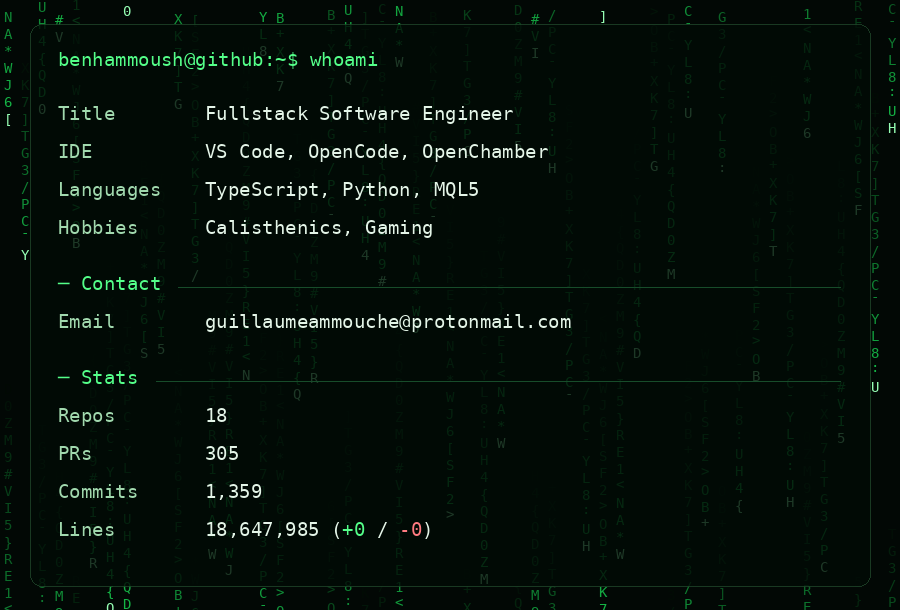 benhammoush@github:~$ whoami
Title Fullstack Software Engineer
IDE VS Code, OpenCode, OpenChamber
Languages TypeScript, Python, MQL5
Hobbies Calisthenics, Gaming
— Contact
Email guillaumeammouche@protonmail.com
— Stats
Repos 18
PRs 305
Commits 1,359
Lines 18,647,985 (+0 / -0)